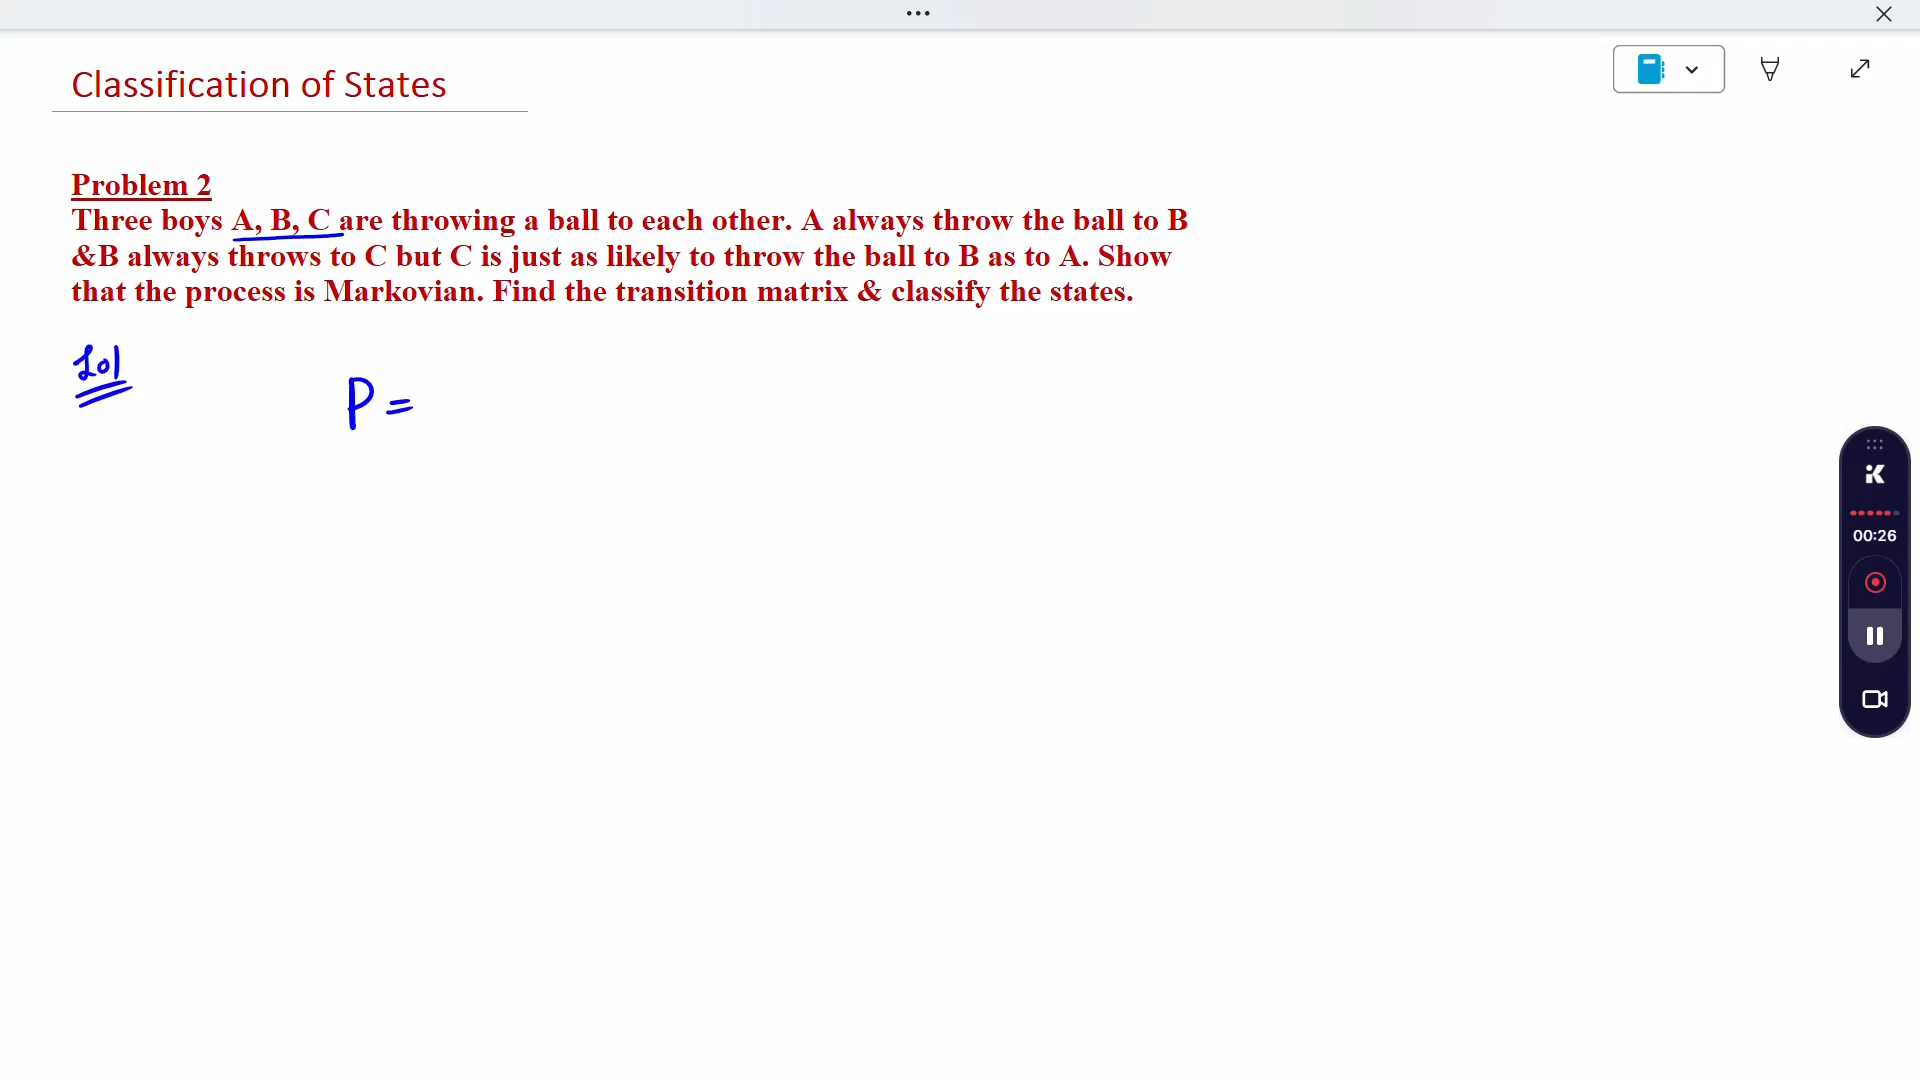 Classification of States
Problem 2
Three boys A, B, C are throwing a ball to each other. A always throw the ball to B
&B always throws to C but C is just as likely to throw the ball to B as to A. Show
that the process is Markovian. Find the transition matrix & classify the states.
Sol
P =
00:26